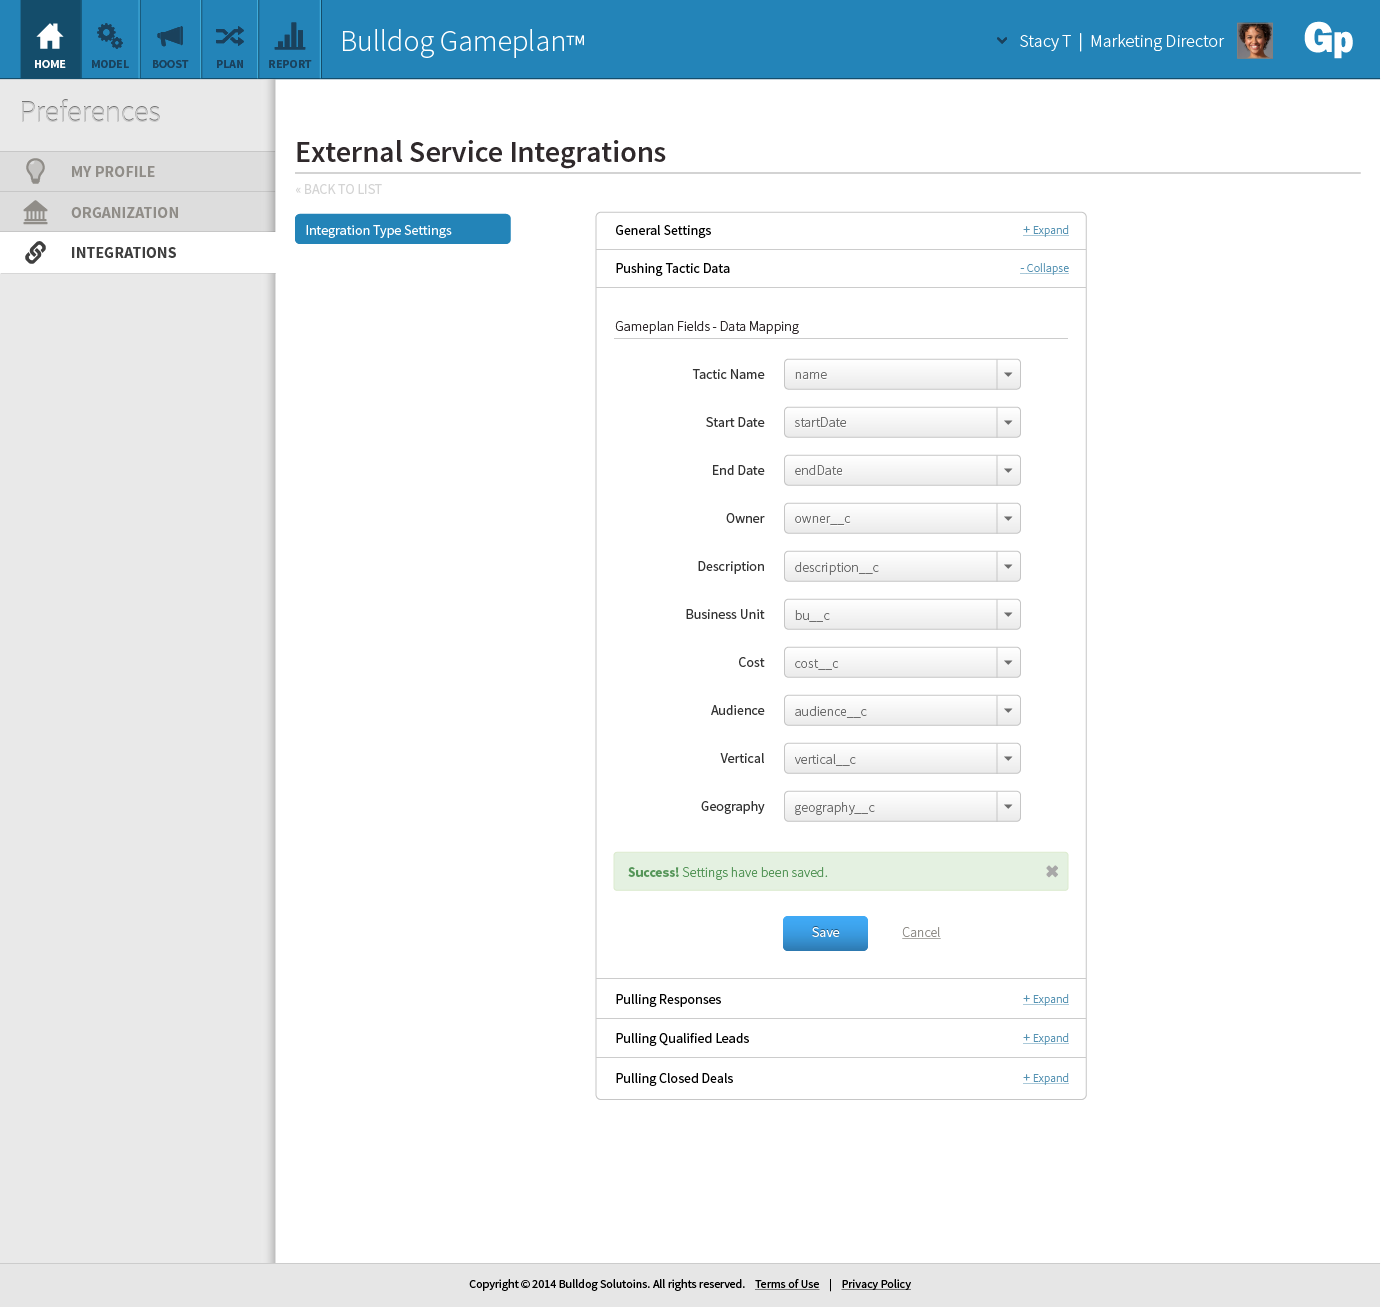 HOME
MODEL
BOOST
PLAN
REPORT
Bulldog Gameplan™
Stacy T | Marketing Director
Gp
Preferences
MY PROFILE
ORGANIZATION
INTEGRATIONS
External Service Integrations
« BACK TO LIST
Integration Type Settings
General Settings + Expand
Pushing Tactic Data - Collapse
Gameplan Fields - Data Mapping
Tactic Name name
Start Date startDate
End Date endDate
Owner owner__c
Description description__c
Business Unit bu__c
Cost cost__c
Audience audience__c
Vertical vertical__c
Geography geography__c
Success! Settings have been saved.
Save Cancel
Pulling Responses + Expand
Pulling Qualified Leads + Expand
Pulling Closed Deals + Expand
Copyright © 2014 Bulldog Solutoins. All rights reserved. Terms of Use | Privacy Policy